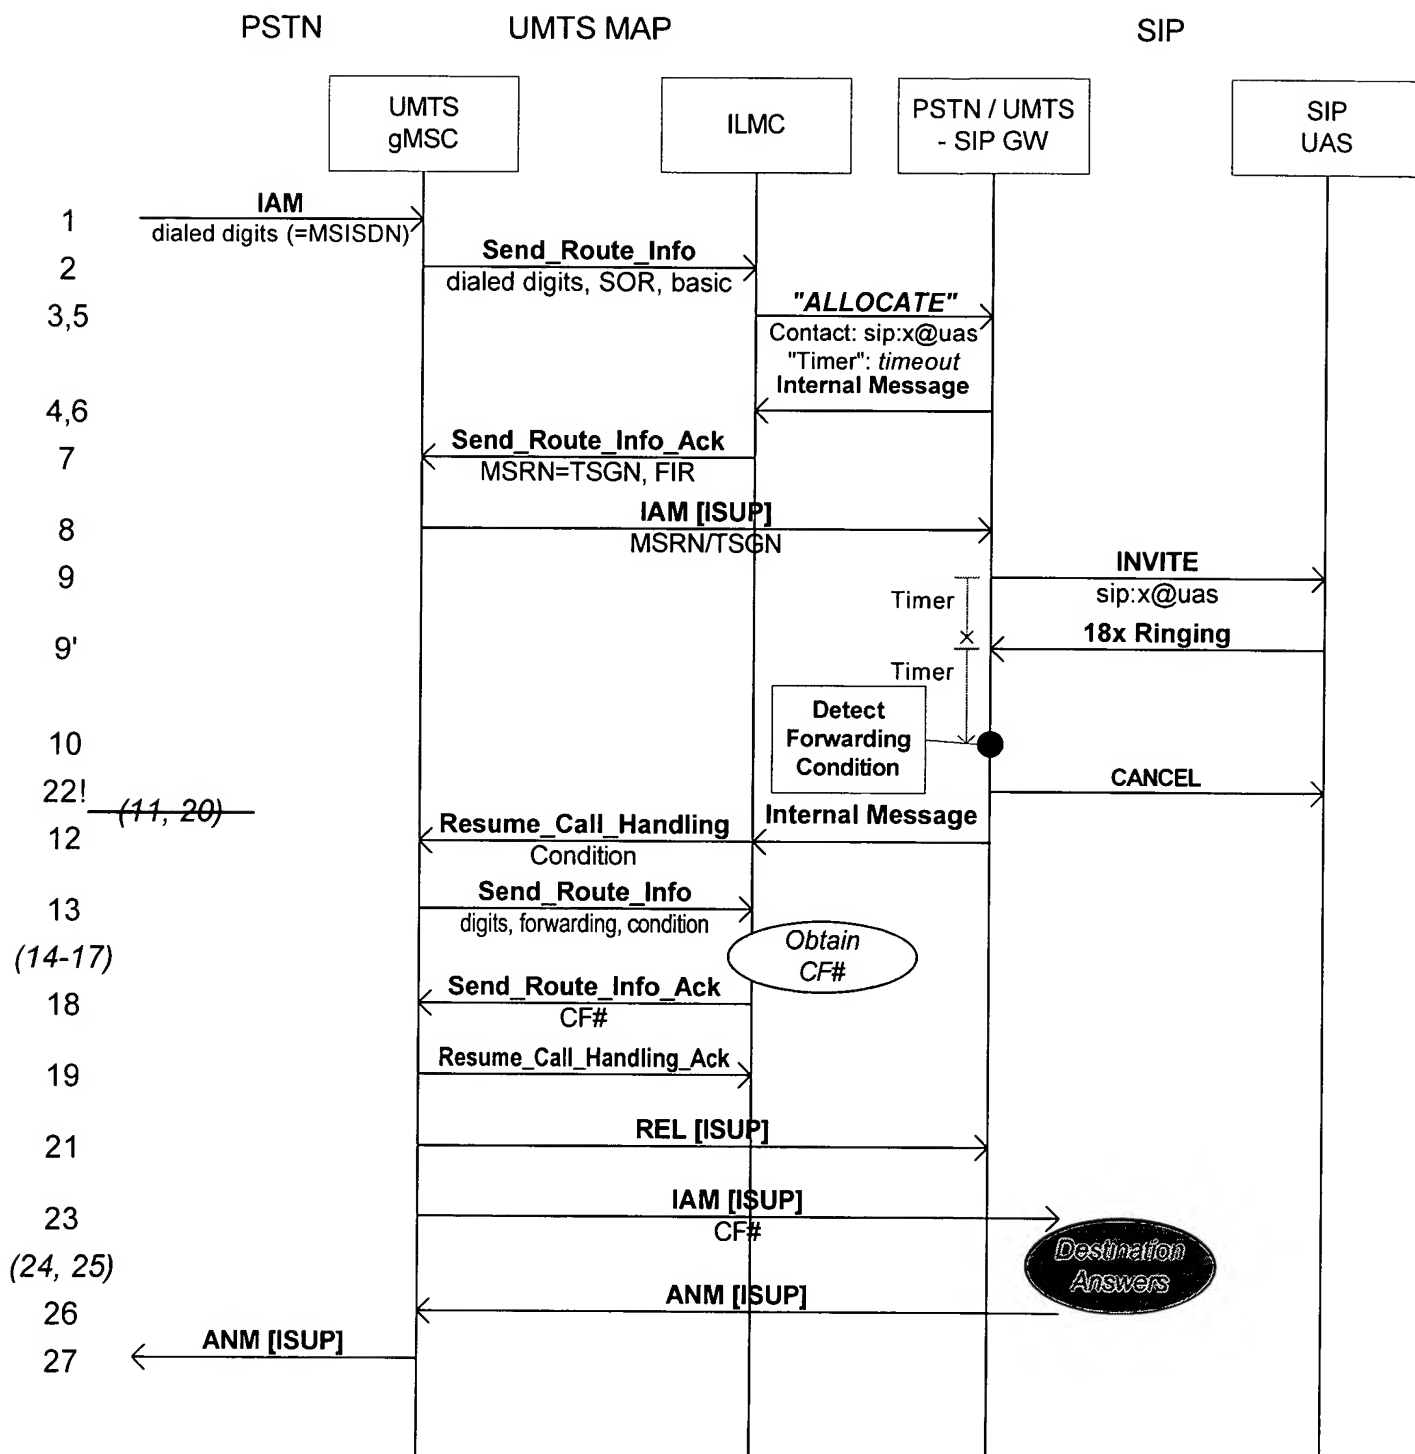 PSTN
UMTS MAP
SIP
UMTS
gMSC
ILMC
PSTN / UMTS
- SIP GW
SIP
UAS
1
IAM
dialed digits (=MSISDN)
2
Send_Route_Info
dialed digits, SOR, basic
3,5
"ALLOCATE"
Contact: sip:x@uas
"Timer": timeout
4,6
Internal Message
7
Send_Route_Info_Ack
MSRN=TSGN, FIR
8
IAM [ISUP]
MSRN/TSGN
9
INVITE
sip:x@uas
Timer
9'
18x Ringing
Timer
10
Detect
Forwarding
Condition
22!
CANCEL
(11, 20)
12
Internal Message
Resume_Call_Handling
Condition
13
Send_Route_Info
digits, forwarding, condition
(14-17)
Obtain
CF#
18
Send_Route_Info_Ack
CF#
19
Resume_Call_Handling_Ack
21
REL [ISUP]
23
IAM [ISUP]
CF#
(24, 25)
Destination
Answers
26
ANM [ISUP]
27
ANM [ISUP]